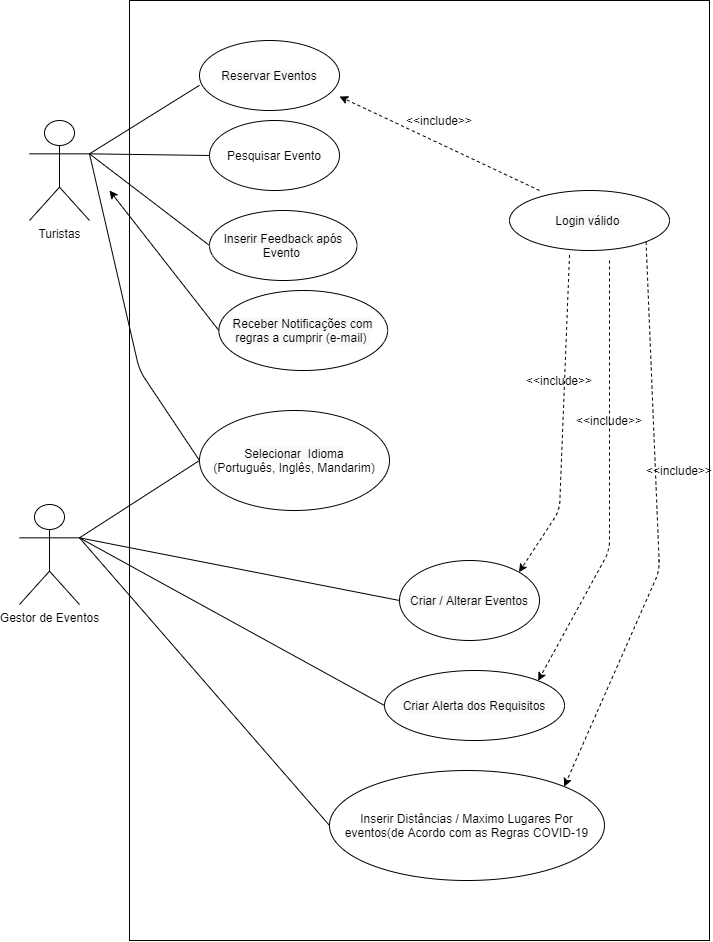 Reservar Eventos
<<include>>
Pesquisar Evento
Login válido
Turistas
Inserir Feedback após
Evento
Receber Notificações com
regras a cumprir (e-mail)
<<include>>
<<include>>
Selecionar  Idioma
(Português, Inglês, Mandarim)
<<include>>
Gestor de Eventos
Criar / Alterar Eventos
Criar Alerta dos Requisitos
Inserir Distâncias / Maximo Lugares Por
eventos(de Acordo com as Regras COVID-19